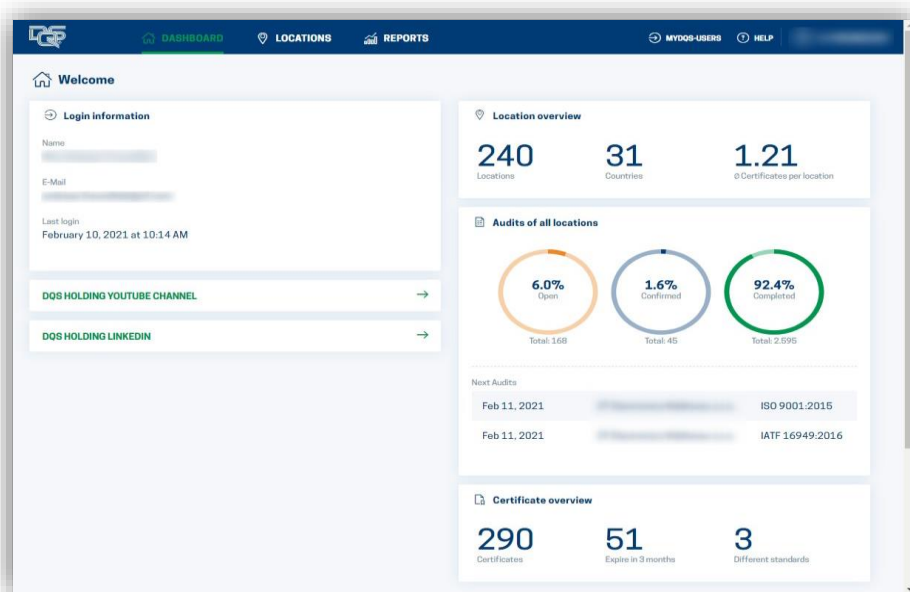 DQS
DASHBOARD
LOCATIONS
REPORTS
MYDQS-USERS
HELP
Welcome
Login information
Name
E-Mail
Last login
February 10, 2021 at 10:14 AM
DQS HOLDING YOUTUBE CHANNEL
DQS HOLDING LINKEDIN
Location overview
240
31
1.21
Locations
Countries
Ø Certificates per location
Audits of all locations
6.0%
Open
Total: 168
1.6%
Confirmed
Total: 45
92.4%
Completed
Total: 2.595
Next Audits
Feb 11, 2021 ISO 9001:2015
Feb 11, 2021 IATF 16949:2016
Certificate overview
290
51
3
Certificates
Expire in 3 months
Different standards